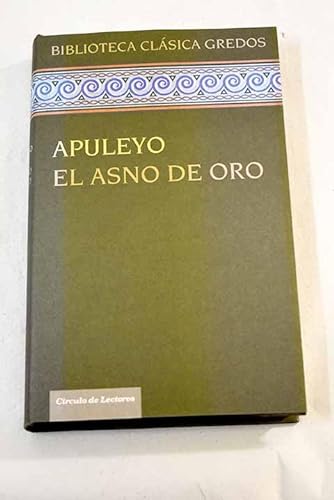 BIBLIOTECA CLÁSICA GREDOS
APULEYO
EL ASNO DE ORO
Círculo de Lectores